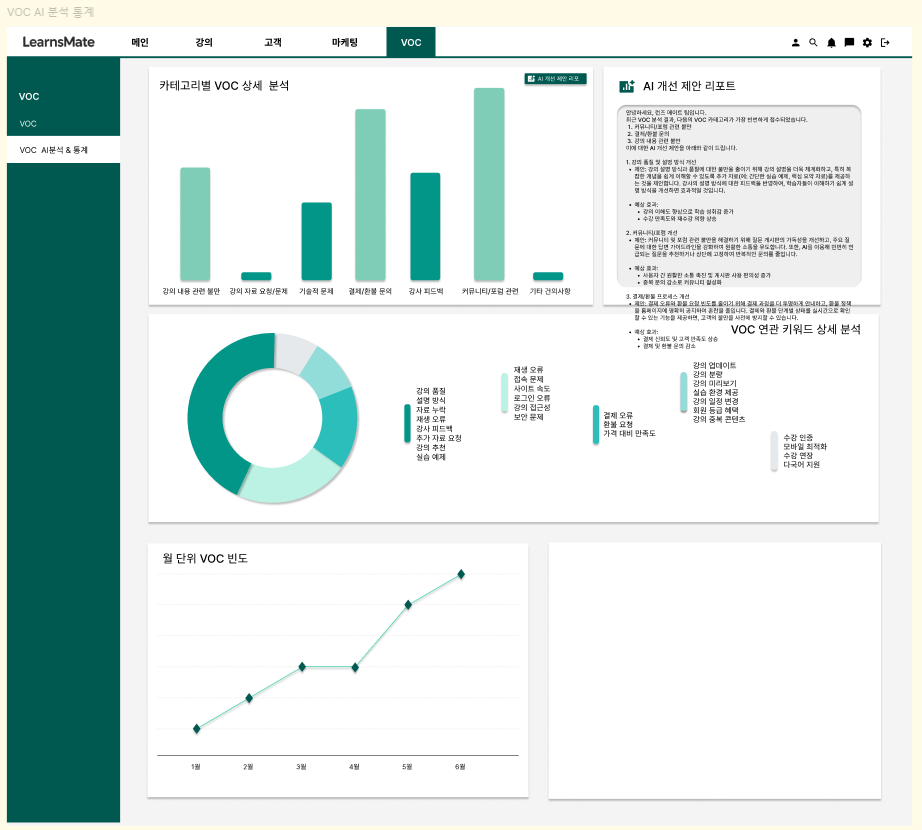 VOC AI 분석 통계
LearnsMate
메인
강의
고객
마케팅
VOC
VOC
VOC
VOC AI분석 & 통계
카테고리별 VOC 상세 분석
AI 개선 제안 리포
강의 내용 관련 불만
강의 자료 요청/문제
기술적 문제
결제/환불 문의
강사 피드백
커뮤니티/포럼 관련
기타 건의사항
AI 개선 제안 리포트
안녕하세요, 런즈 메이트 팀입니다.
최근 VOC 분석 결과, 다음의 VOC 카테고리가 가장 빈번하게 접수되었습니다.
1. 커뮤니티/포럼 관련 불만
2. 결제/환불 문의
3. 강의 내용 관련 불만
이에 대한 AI 개선 제안을 아래와 같이 드립니다.
1. 강의 품질 및 설명 방식 개선
• 제안: 강의 설명 방식과 품질에 대한 불만을 줄이기 위해 강의 설명을 더욱 체계화하고, 특히 복
잡한 개념을 쉽게 이해할 수 있도록 추가 자료(예: 간단한 실습 예제, 핵심 요약 자료)를 제공하
는 것을 제안합니다. 강사의 설명 방식에 대한 피드백을 반영하여, 학습자들이 이해하기 쉽게 설
명 방식을 개선하면 효과적일 것입니다.
• 예상 효과:
• 강의 이해도 향상으로 학습 성취감 증가
• 수강 만족도와 재수강 의향 상승
2. 커뮤니티/포럼 개선
• 제안: 커뮤니티 및 포럼 관련 불만을 해결하기 위해 질문 게시판의 가독성을 개선하고, 주요 질
문에 대한 답변 가이드라인을 강화하여 원활한 소통을 유도합니다. 또한, AI를 이용해 빈번히 언
급되는 질문을 추천하거나 상단에 고정하여 반복적인 문의를 줄입니다.
• 예상 효과:
• 사용자 간 원활한 소통 촉진 및 게시판 사용 편의성 증가
• 중복 문의 감소로 커뮤니티 활성화
3. 결제/환불 프로세스 개선
• 제안: 결제 오류와 환불 요청 빈도를 줄이기 위해 결제 과정을 더 투명하게 안내하고, 환불 정책
을 홈페이지에 명확히 공지하여 혼란을 줄입니다. 결제와 환불 단계별 상태를 실시간으로 확인
할 수 있는 기능을 제공하면, 고객의 불만을 사전에 방지할 수 있습니다.
• 예상 효과:
• 결제 신뢰도 및 고객 만족도 상승
• 결제 및 환불 문의 감소
VOC 연관 키워드 상세 분석
강의 품질
설명 방식
자료 누락
재생 오류
강사 피드백
추가 자료 요청
강의 추천
실습 예제
재생 오류
접속 문제
사이트 속도
로그인 오류
강의 접근성
보안 문제
결제 오류
환불 요청
가격 대비 만족도
강의 업데이트
강의 분량
강의 미리보기
실습 환경 제공
강의 일정 변경
회원 등급 혜택
강의 중복 콘텐츠
수강 인증
모바일 최적화
수강 연장
다국어 지원
월 단위 VOC 빈도
1월
2월
3월
4월
5월
6월